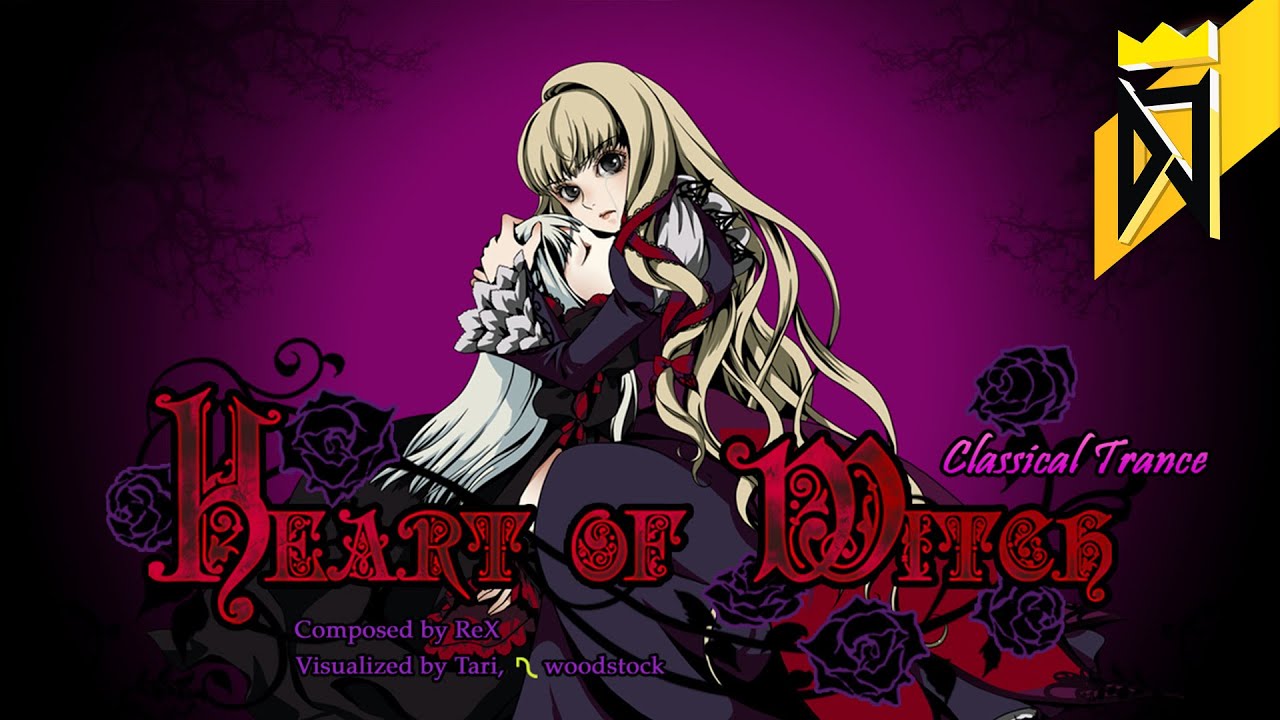 Classical Trance
Heart of Witch
Composed by ReX
Visualized by Tari, woodstock